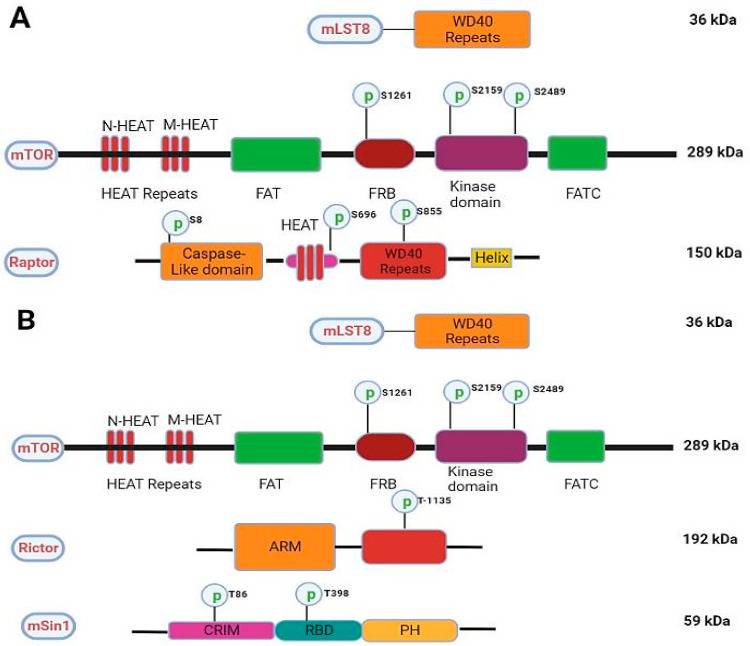 A
mLST8
WD40
Repeats
36 kDa
p S1261
p S2159
p S2489
N-HEAT M-HEAT
mTOR
289 kDa
HEAT Repeats
FAT
FRB
Kinase
domain
FATC
p S8
HEAT
p S696
p S855
Raptor
Caspase-
Like domain
WD40
Repeats
Helix
150 kDa
B
mLST8
WD40
Repeats
36 kDa
p S1261
p S2159
p S2489
N-HEAT M-HEAT
mTOR
289 kDa
HEAT Repeats
FAT
FRB
Kinase
domain
FATC
p T-1135
Rictor
ARM
192 kDa
p T86
p T398
mSin1
CRIM
RBD
PH
59 kDa